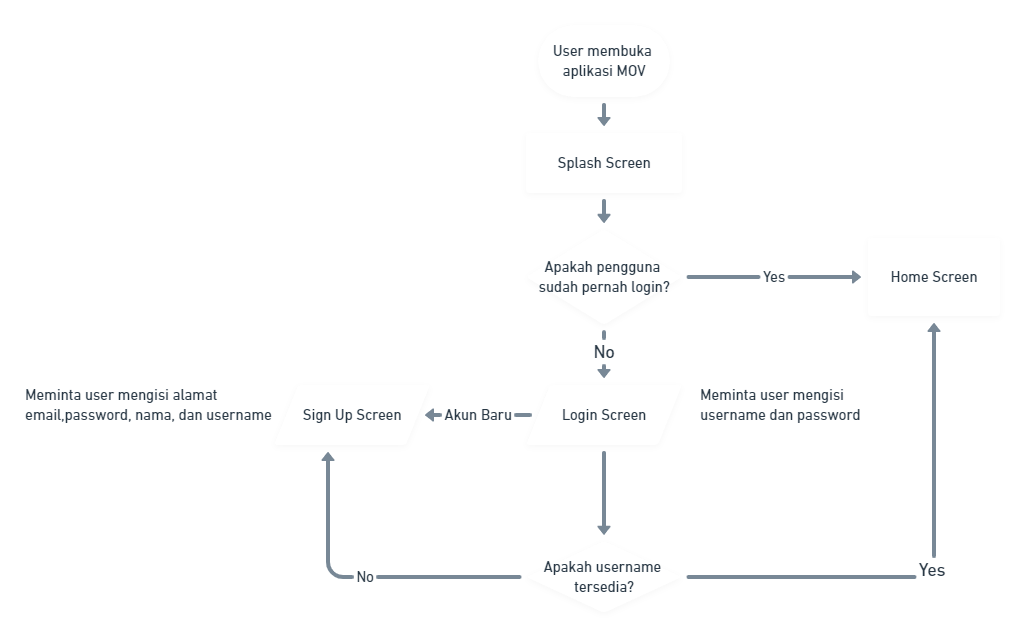 User membuka
aplikasi MOV
Splash Screen
Apakah pengguna
sudah pernah login?
Yes
Home Screen
No
Meminta user mengisi alamat
email,password, nama, dan username
Sign Up Screen
Akun Baru
Login Screen
Meminta user mengisi
username dan password
No
Apakah username
tersedia?
Yes